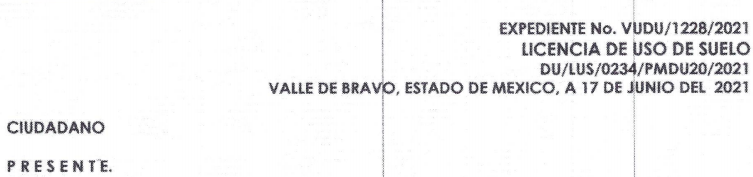 EXPEDIENTE No. VUDU/1228/2021
LICENCIA DE USO DE SUELO
DU/LUS/0234/PMDU20/2021
VALLE DE BRAVO, ESTADO DE MEXICO, A 17 DE JUNIO DEL 2021
CIUDADANO
P R E S E N T E.